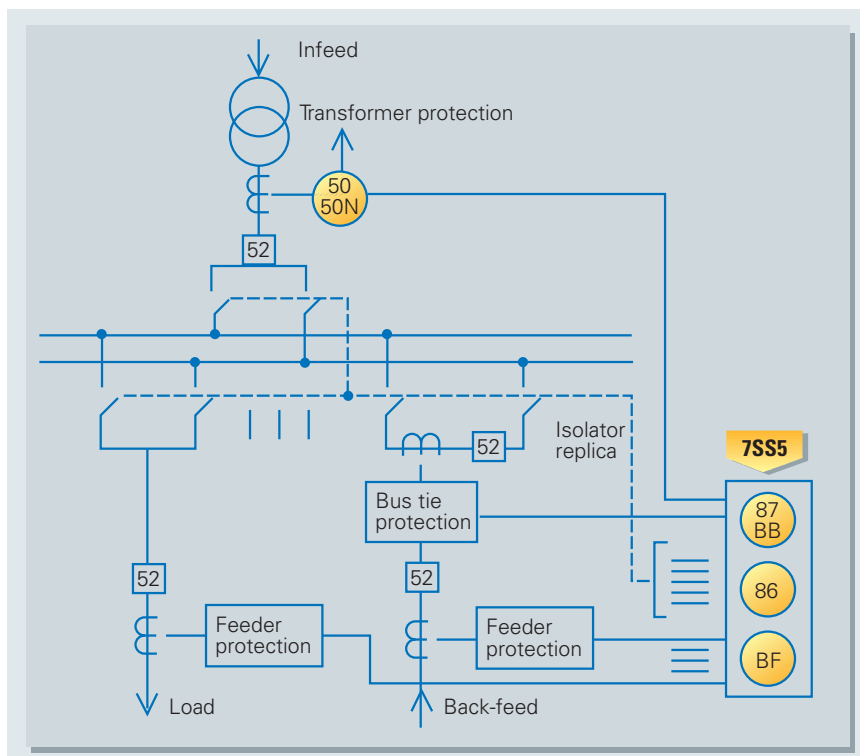 Infeed
Transformer protection
50
50N
52
52
Isolator
replica
7SS5
Bus tie
protection
87
BB
52
52
86
Feeder
protection
Feeder
protection
BF
Load
Back-feed